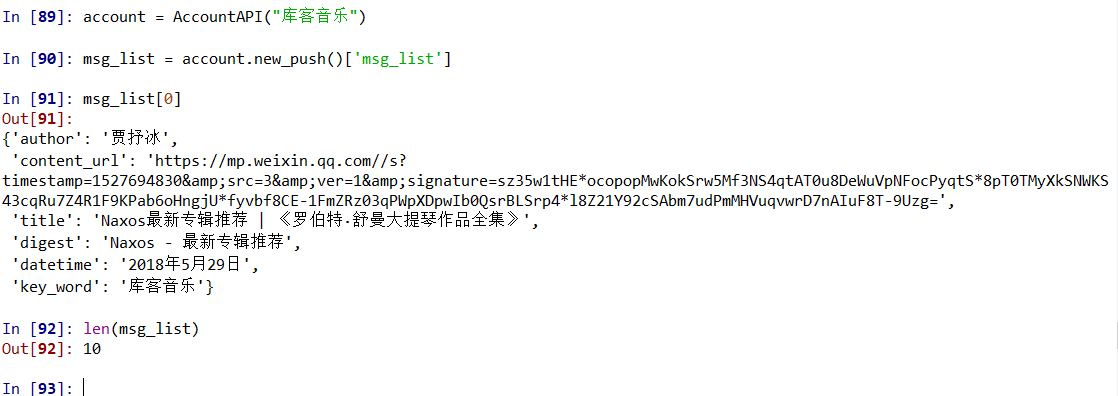 In [89]: account = AccountAPI("库客音乐")
In [90]: msg_list = account.new_push()['msg_list']
In [91]: msg_list[0]
Out[91]:
{'author': '贾抒冰',
'content_url': 'https://mp.weixin.qq.com//s?
timestamp=1527694830&amp;src=3&amp;ver=1&amp;signature=sz35w1tHE*ocopopMwKokSrw5Mf3NS4qtAT0u8DeWuVpNFocPyqtS*8pT0TMyXkSNWKS
43cqRu7Z4R1F9KPab6oHngjU*fyvbf8CE-1FmZRz03qPWpXDpwIb0QsrBLSrp4*l8Z21Y92cSAbm7udPmMHVuqvwrD7nAIuF8T-9Uzg=',
'title': 'Naxos最新专辑推荐 | 《罗伯特·舒曼大提琴作品全集》',
'digest': 'Naxos - 最新专辑推荐',
'datetime': '2018年5月29日',
'key_word': '库客音乐'}
In [92]: len(msg_list)
Out[92]: 10
In [93]: